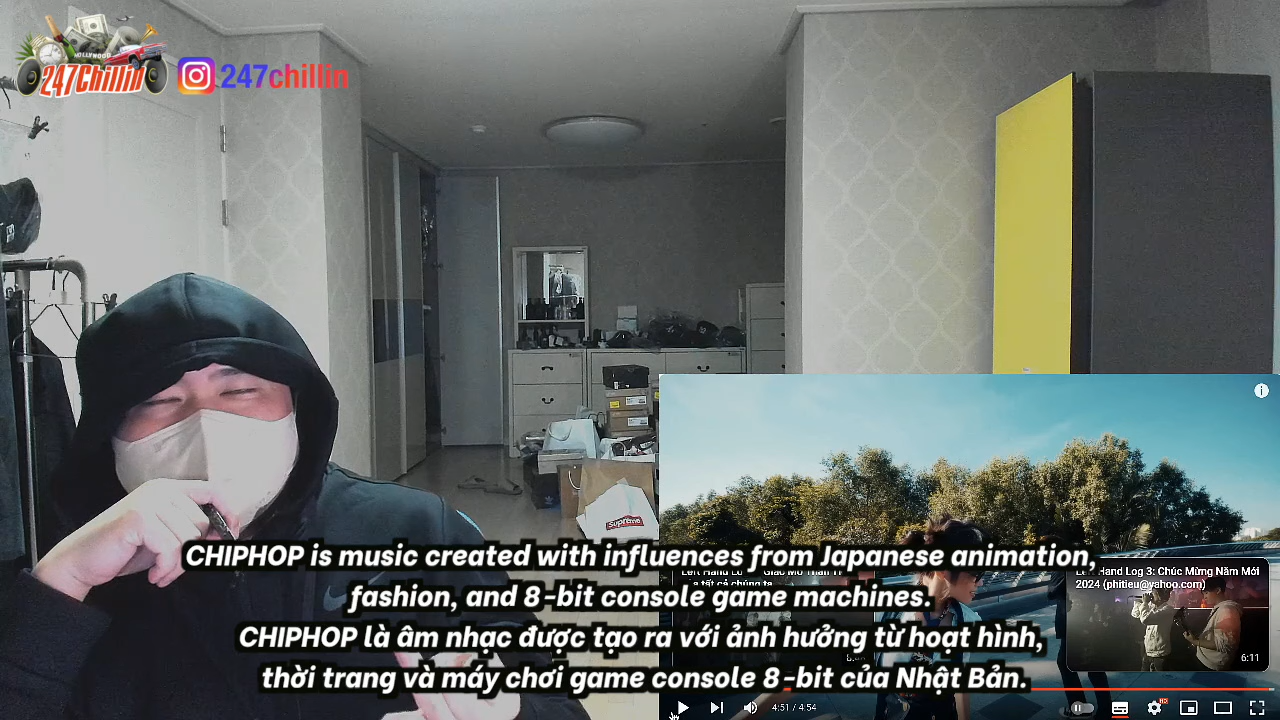 HOLLYWOOD
247Chillin
247chillin
Supreme
CHIPHOP is music created with influences from Japanese animation,
fashion, and 8-bit console game machines.
CHIPHOP là âm nhạc được tạo ra với ảnh hưởng từ hoạt hình,
thời trang và máy chơi game console 8-bit của Nhật Bản.
Hand Log 3: Chúc Mừng Năm Mới
2024 (phitieu@yahoo.com)
6:11
4:51 / 4:54
HD